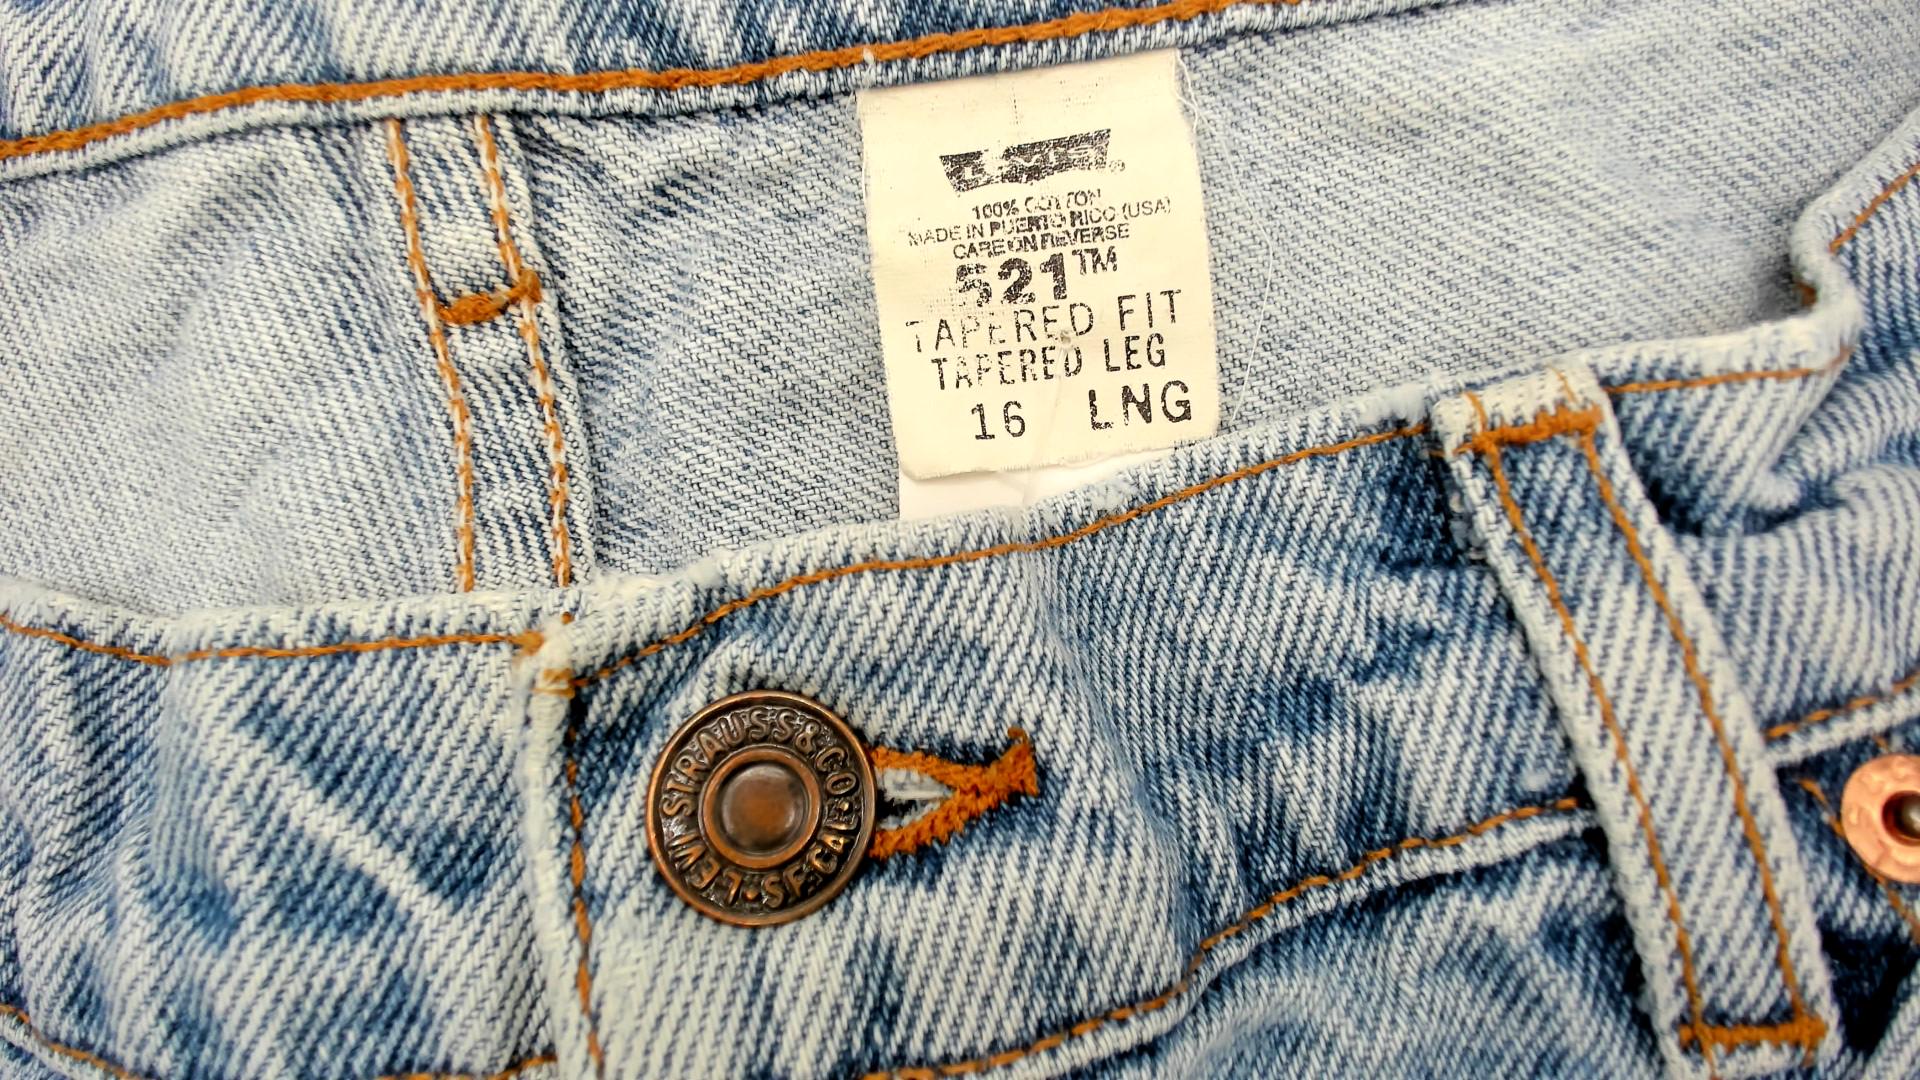 LEVI'S
100% COTTON
MADE IN PUERTO RICO (USA)
CARE ON REVERSE
521™
TAPERED FIT
TAPERED LEG
16 LNG
LEVI STRAUSS & CO. S.F. CAL.